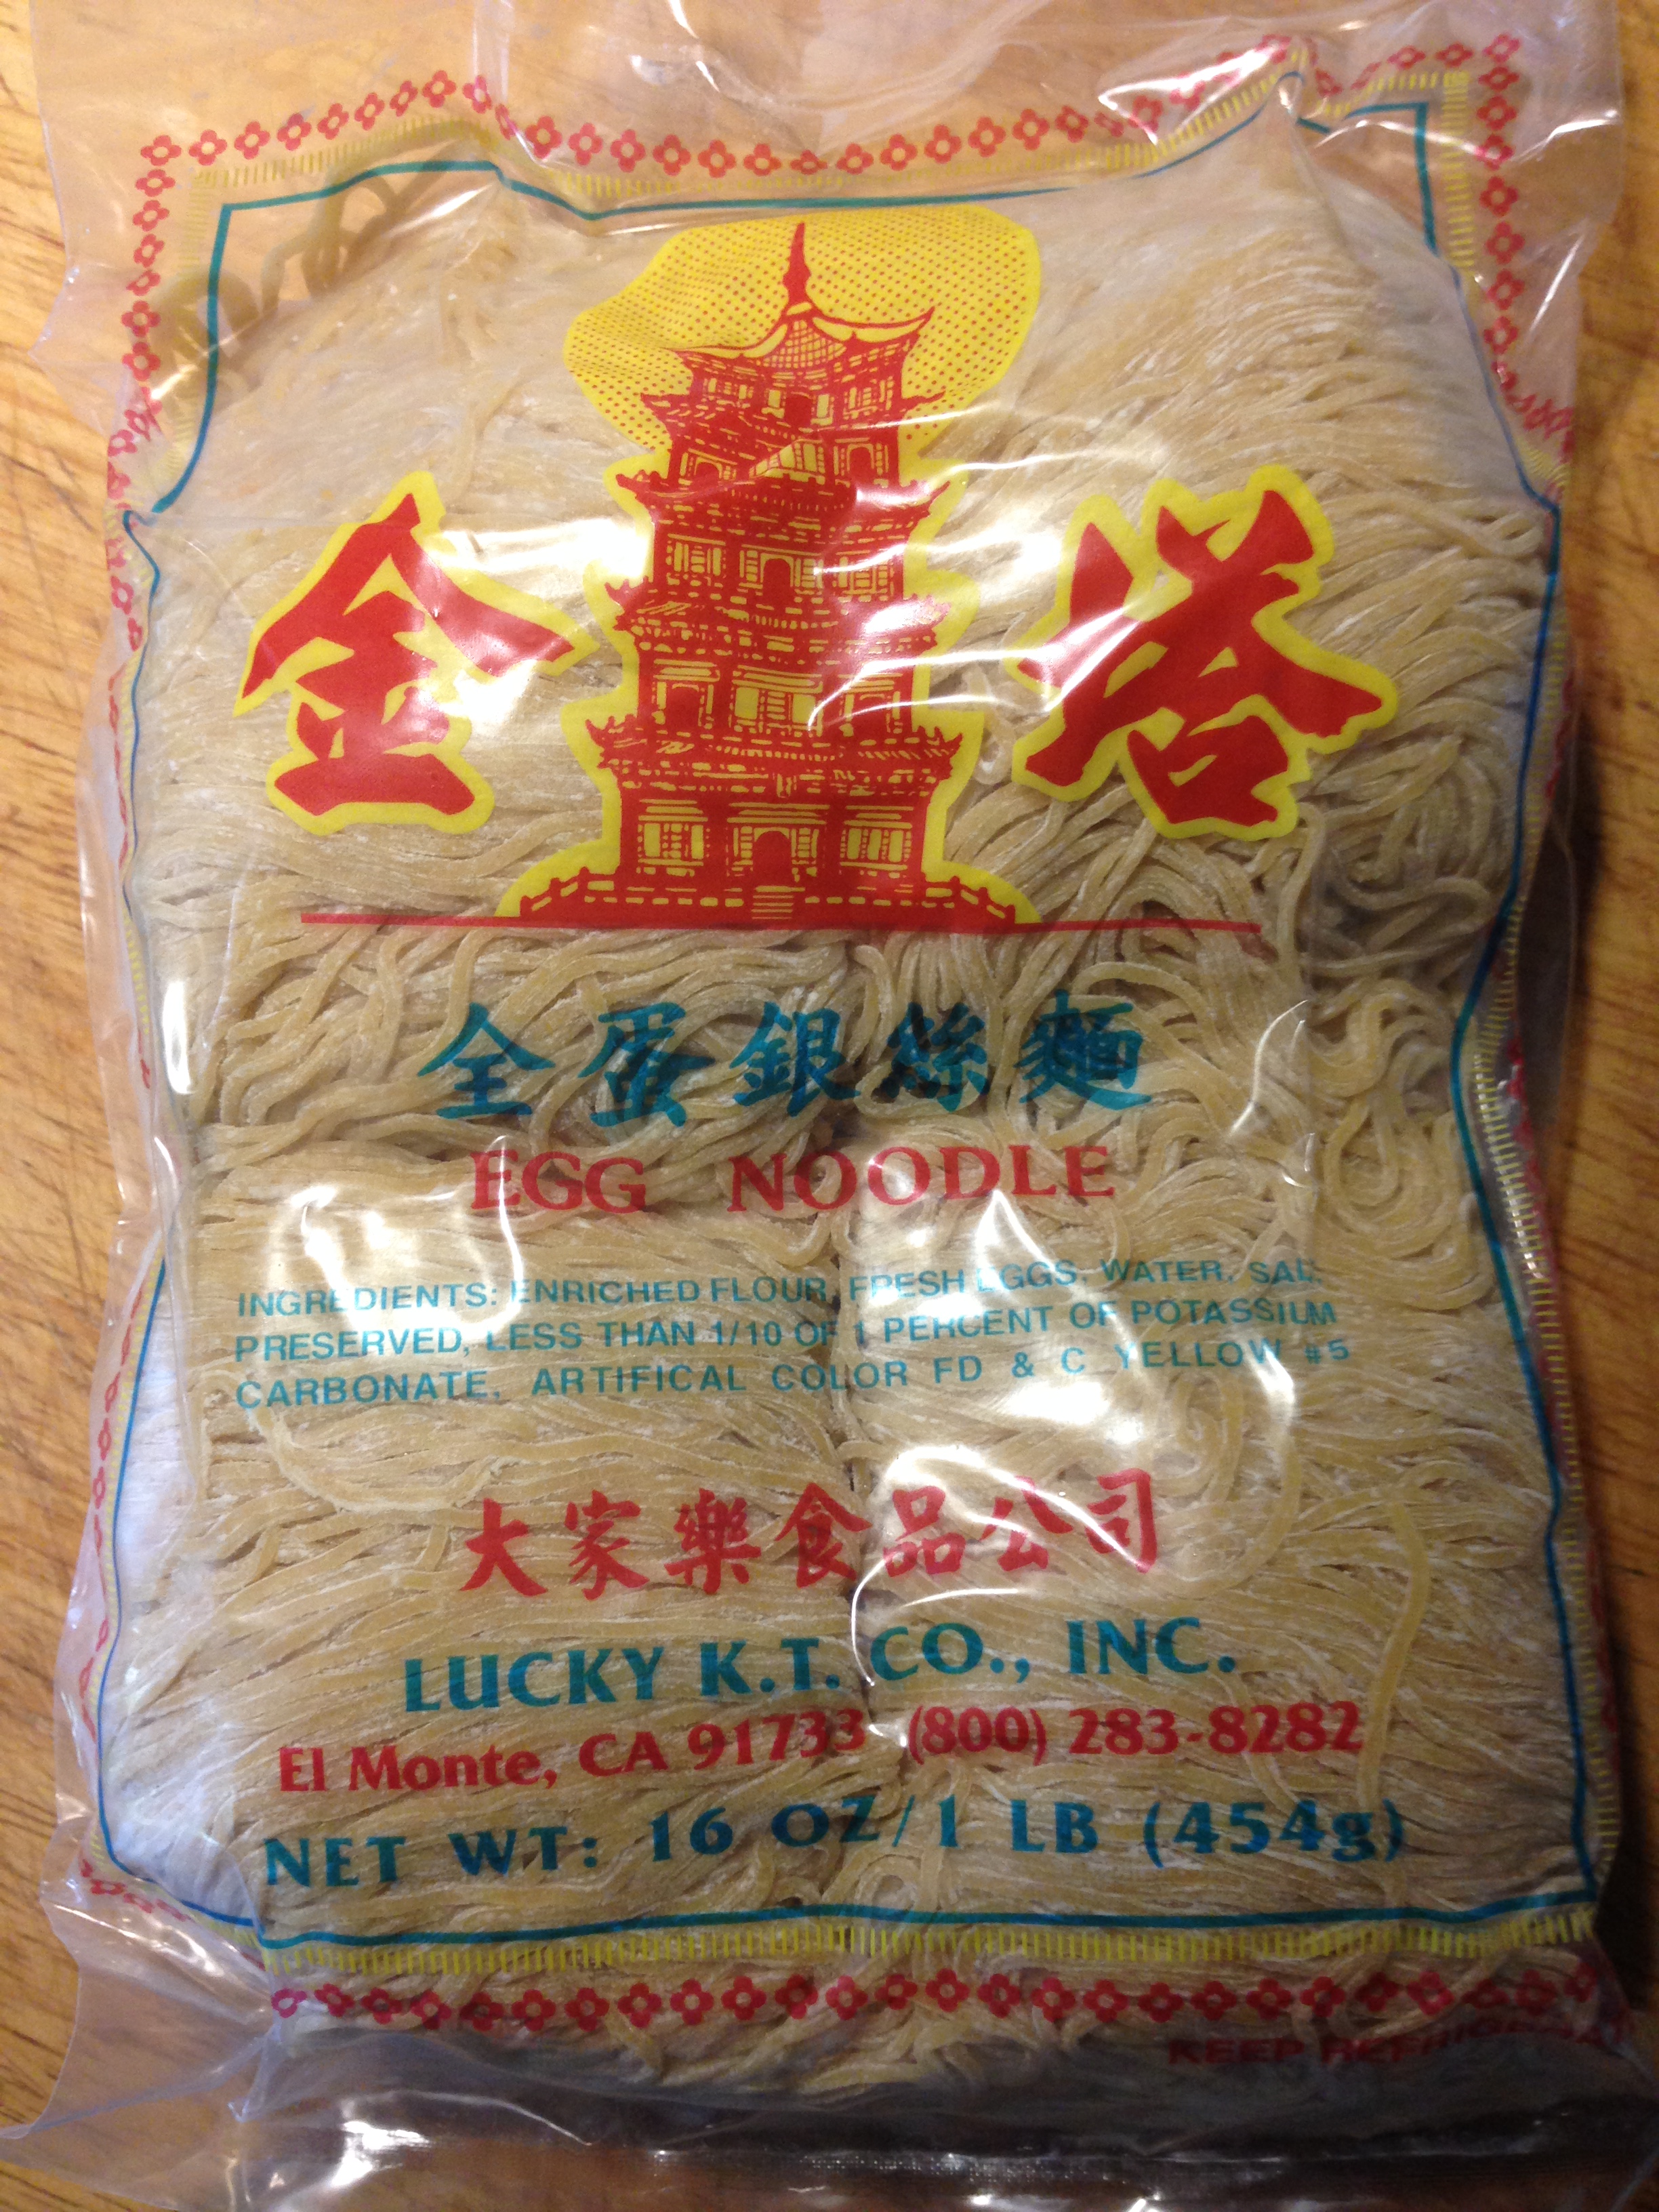 金塔
全蛋銀絲麵
EGG NOODLE
INGREDIENTS: ENRICHED FLOUR, FRESH EGGS, WATER, SALT,
PRESERVED, LESS THAN 1/10 OF 1 PERCENT OF POTASSIUM
CARBONATE, ARTIFICAL COLOR FD & C YELLOW #5
大家樂食品公司
LUCKY K.T. CO., INC.
El Monte, CA 91733 (800) 283-8282
NET WT: 16 OZ/1 LB (454g)
KEEP